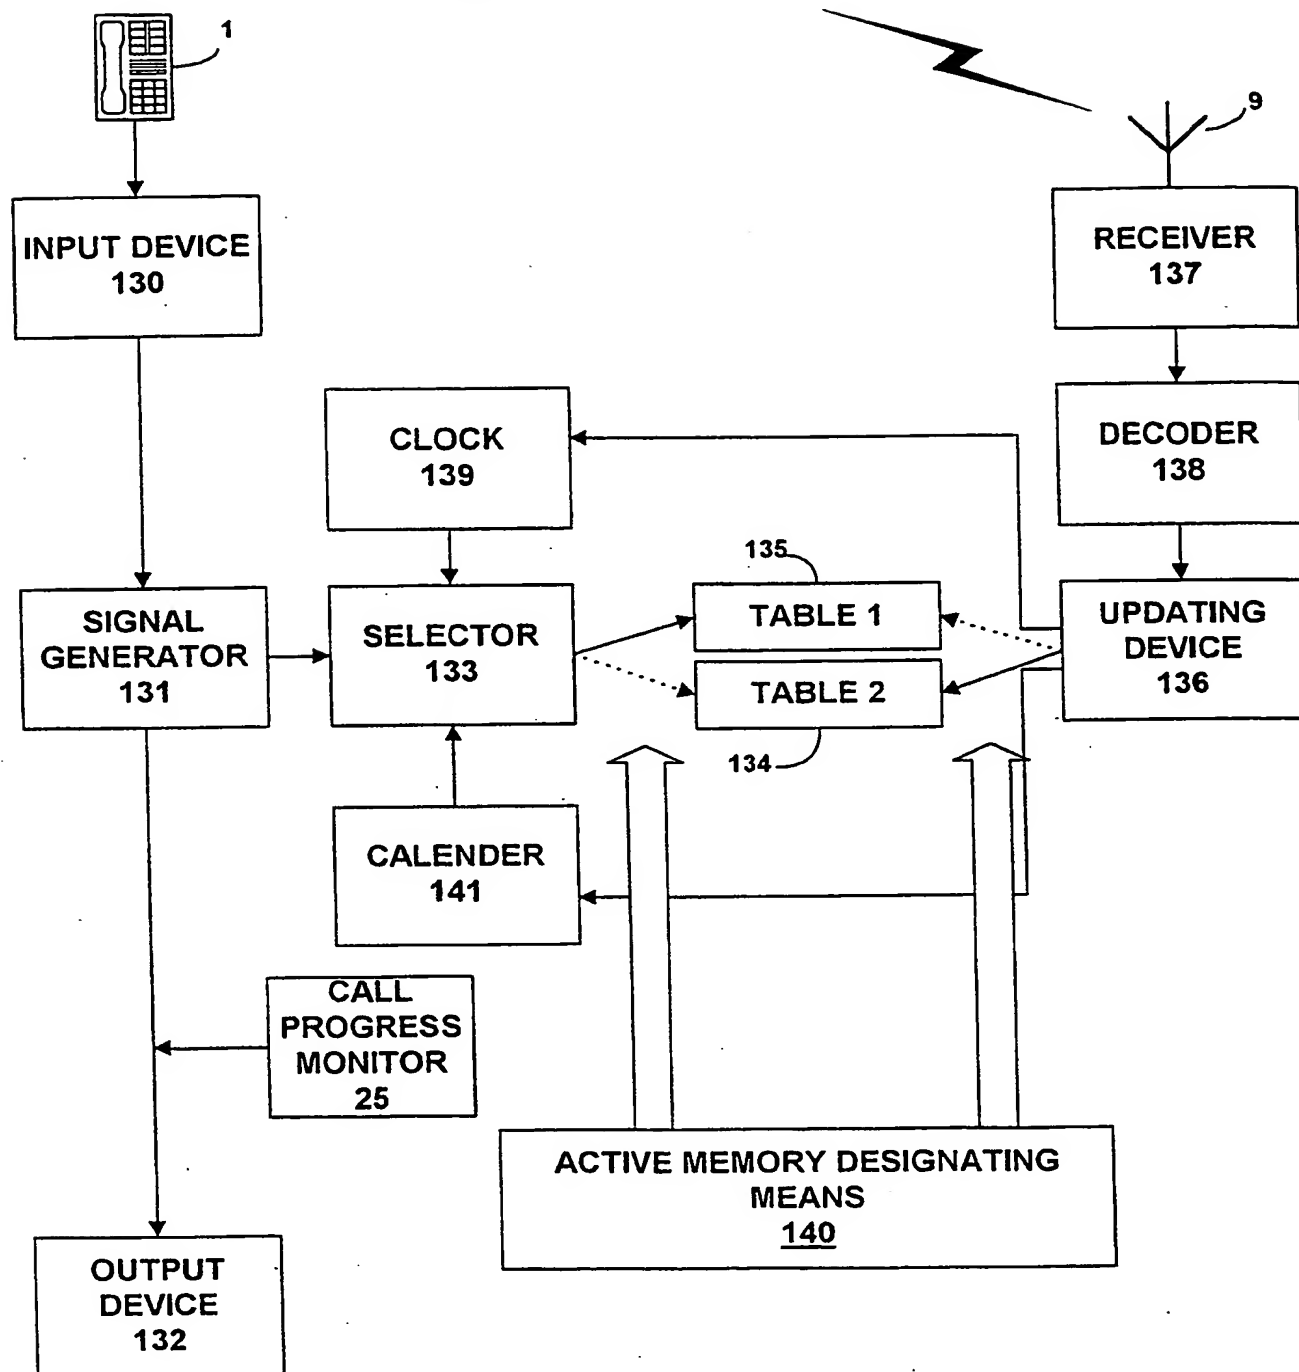 1
9
INPUT DEVICE
130
RECEIVER
137
CLOCK
139
DECODER
138
135
SIGNAL
GENERATOR
131
SELECTOR
133
TABLE 1
TABLE 2
UPDATING
DEVICE
136
134
CALENDER
141
CALL
PROGRESS
MONITOR
25
ACTIVE MEMORY DESIGNATING
MEANS
140
OUTPUT
DEVICE
132